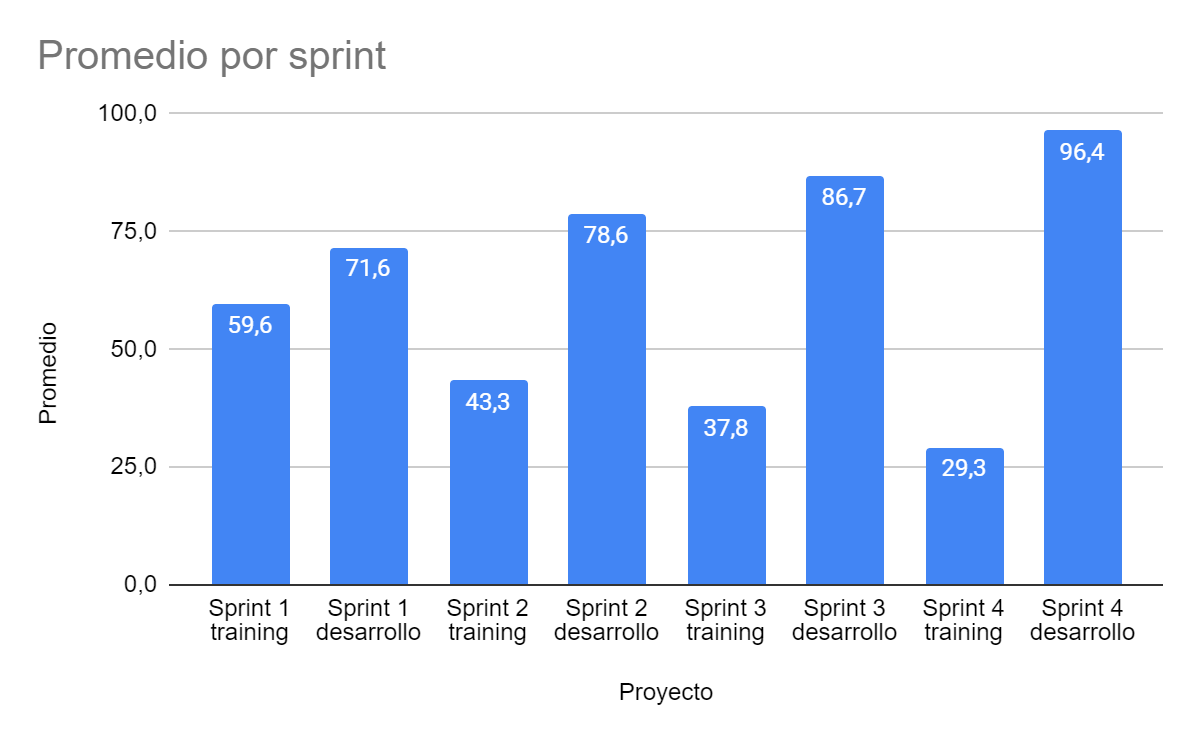 Promedio por sprint
100,0
75,0
50,0
25,0
0,0
Promedio
59,6
71,6
43,3
78,6
37,8
86,7
29,3
96,4
Sprint 1
training
Sprint 1
desarrollo
Sprint 2
training
Sprint 2
desarrollo
Sprint 3
training
Sprint 3
desarrollo
Sprint 4
training
Sprint 4
desarrollo
Proyecto